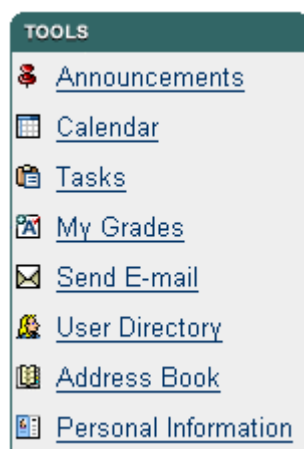 TOOLS
Announcements
Calendar
Tasks
My Grades
Send E-mail
User Directory
Address Book
Personal Information